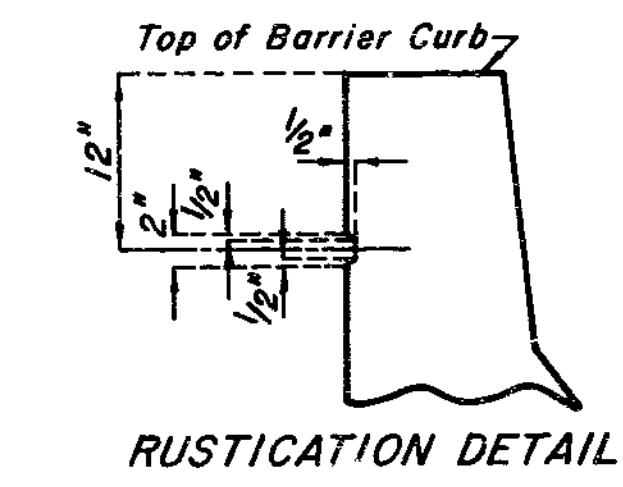 Top of Barrier Curb
1/2"
12"
2"
1/2"
1/2"
RUSTICATION DETAIL